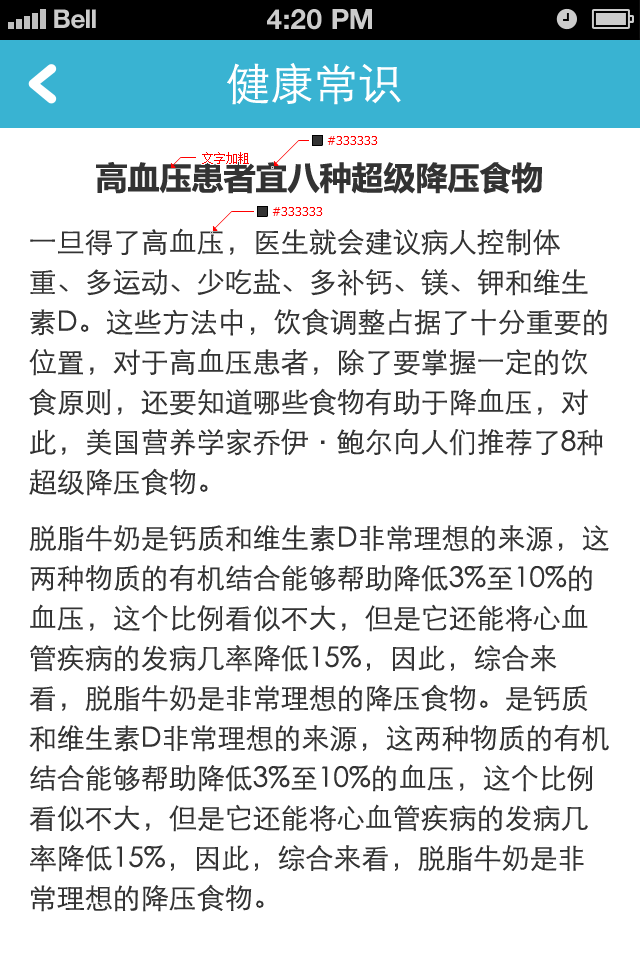 Bell 4:20 PM
健康常识
#333333
文字加粗
高血压患者宜八种超级降压食物
#333333
一旦得了高血压，医生就会建议病人控制体
重、多运动、少吃盐、多补钙、镁、钾和维生
素D。这些方法中，饮食调整占据了十分重要的
位置，对于高血压患者，除了要掌握一定的饮
食原则，还要知道哪些食物有助于降血压，对
此，美国营养学家乔伊·鲍尔向人们推荐了8种
超级降压食物。
脱脂牛奶是钙质和维生素D非常理想的来源，这
两种物质的有机结合能够帮助降低3%至10%的
血压，这个比例看似不大，但是它还能将心血
管疾病的发病几率降低15%，因此，综合来
看，脱脂牛奶是非常理想的降压食物。是钙质
和维生素D非常理想的来源，这两种物质的有机
结合能够帮助降低3%至10%的血压，这个比例
看似不大，但是它还能将心血管疾病的发病几
率降低15%，因此，综合来看，脱脂牛奶是非
常理想的降压食物。